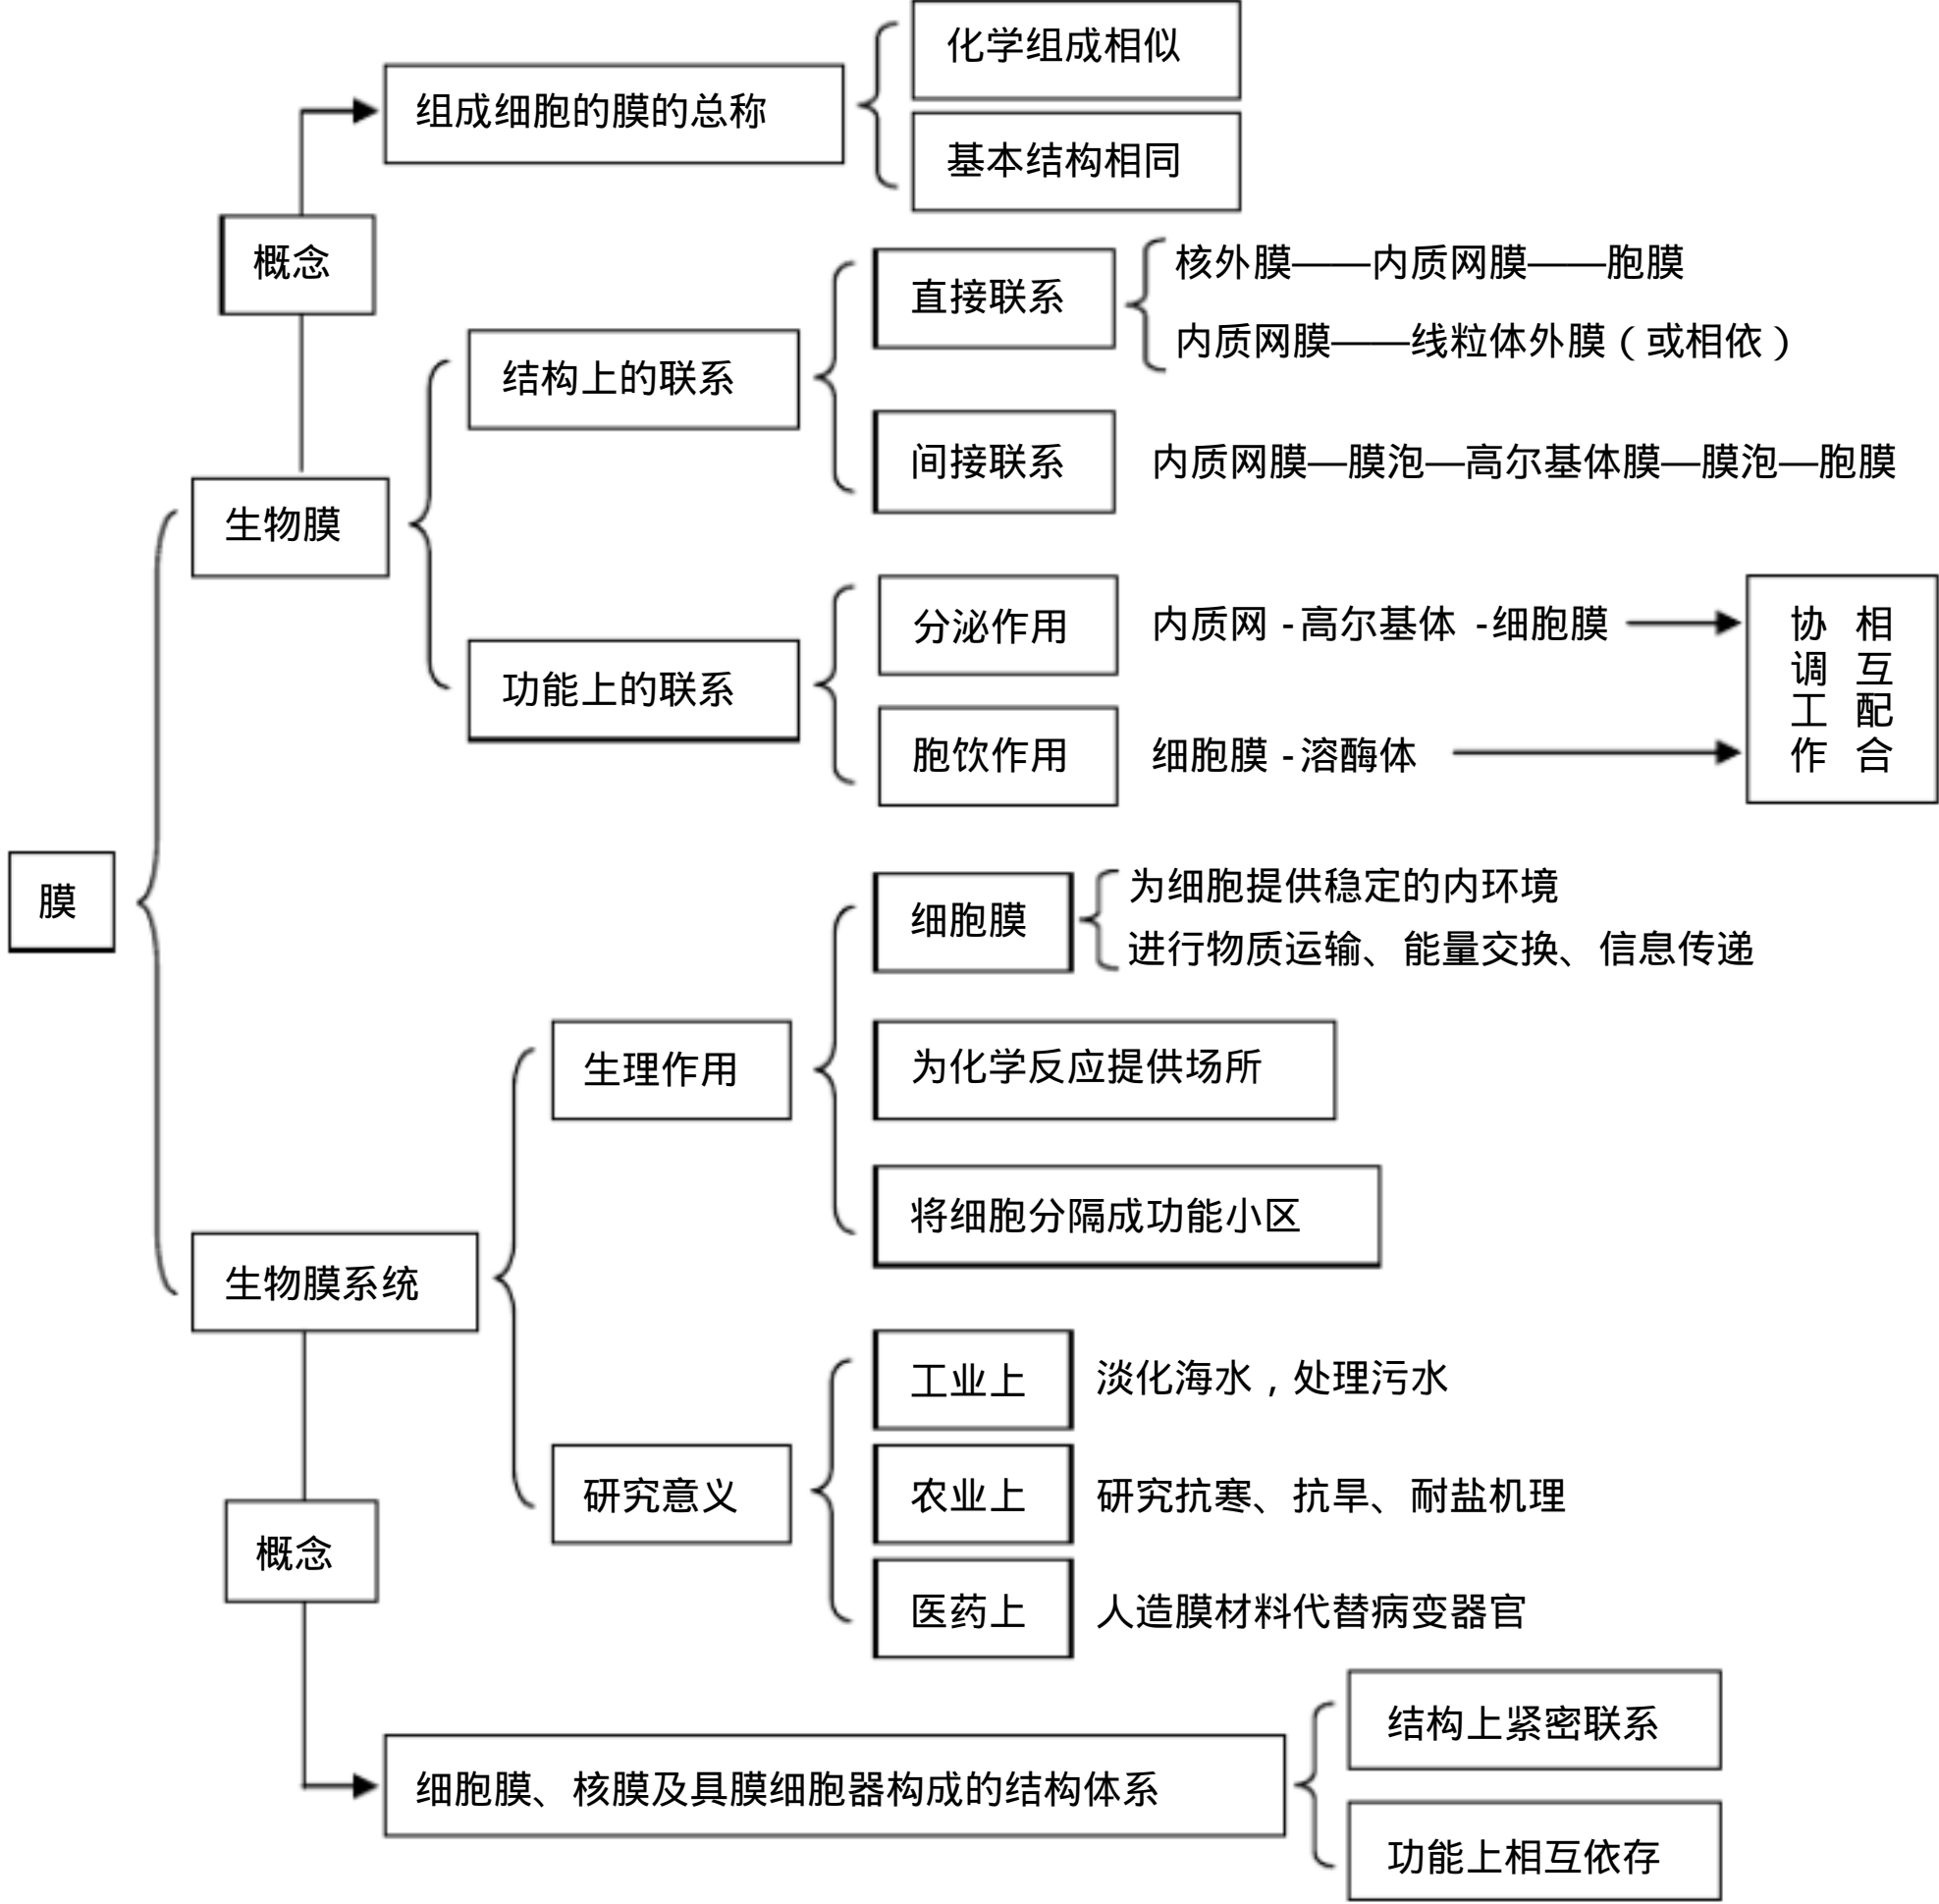 化学组成相似
组成细胞的膜的总称
基本结构相同
概念
核外膜——内质网膜——胞膜
直接联系
内质网膜——线粒体外膜（或相依）
结构上的联系
间接联系
内质网膜—膜泡—高尔基体膜—膜泡—胞膜
生物膜
分泌作用
内质网-高尔基体-细胞膜
相互配合
协调工作
功能上的联系
胞饮作用
细胞膜-溶酶体
膜
为细胞提供稳定的内环境
细胞膜
进行物质运输、能量交换、信息传递
生理作用
为化学反应提供场所
将细胞分隔成功能小区
生物膜系统
工业上
淡化海水，处理污水
研究意义
农业上
研究抗寒、抗旱、耐盐机理
概念
医药上
人造膜材料代替病变器官
结构上紧密联系
细胞膜、核膜及具膜细胞器构成的结构体系
功能上相互依存